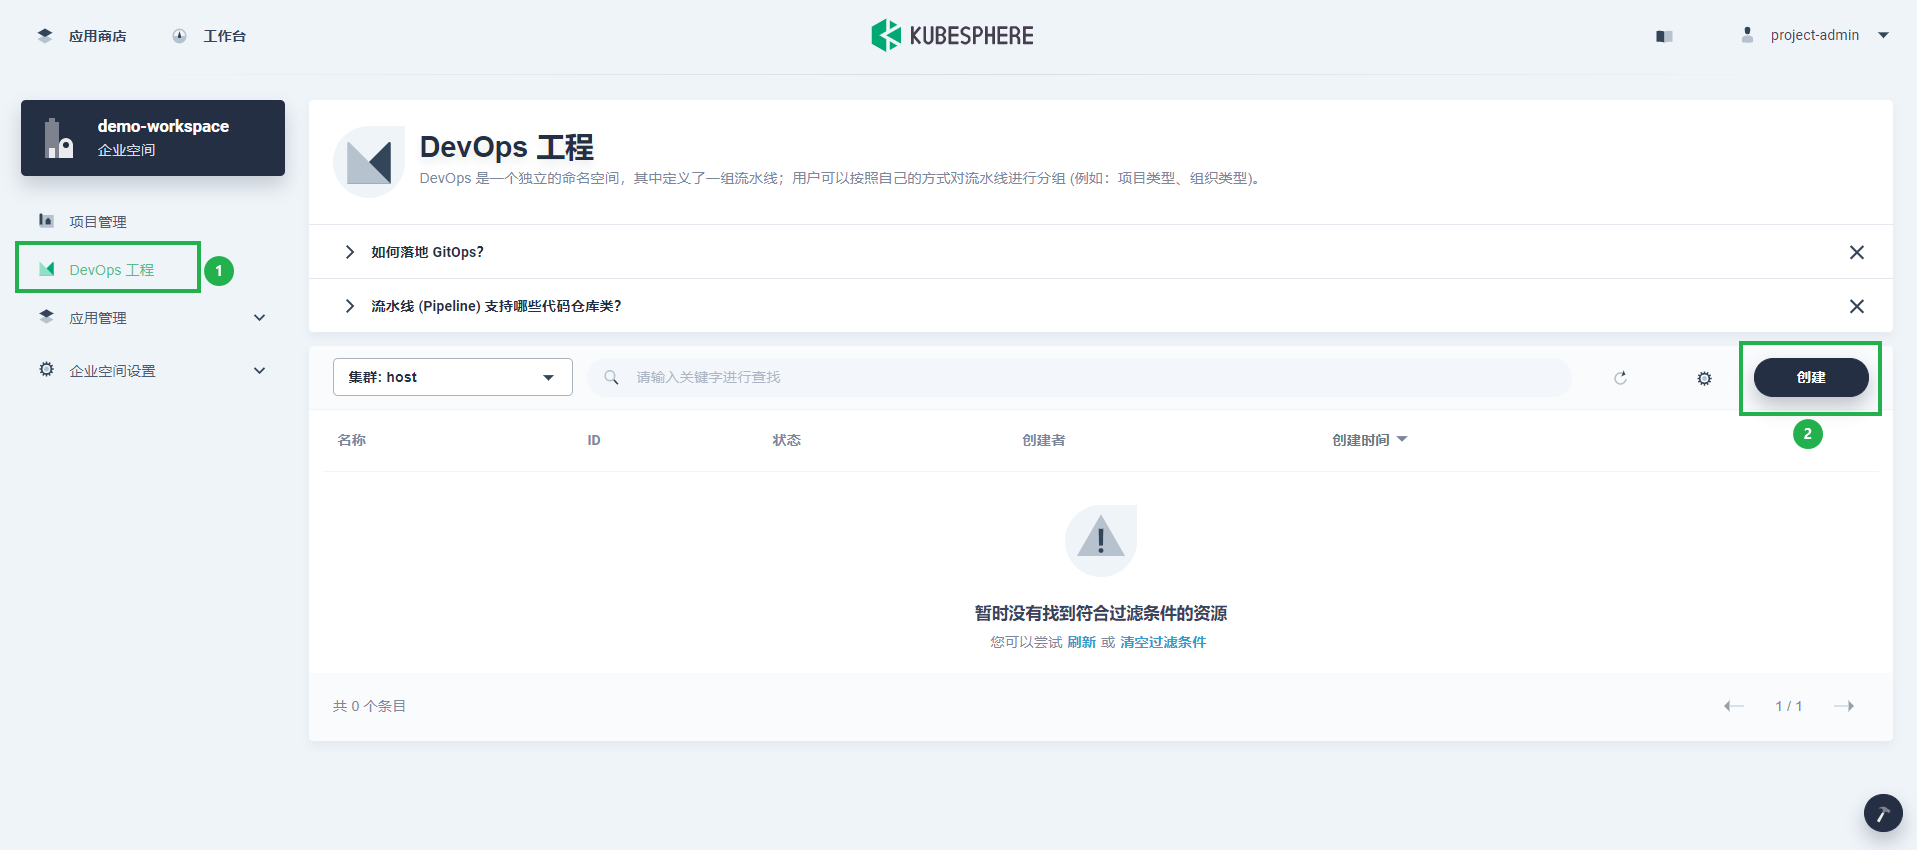 应用商店
工作台
KUBESPHERE
project-admin
demo-workspace
企业空间
项目管理
DevOps 工程
1
应用管理
企业空间设置
DevOps 工程
DevOps 是一个独立的命名空间，其中定义了一组流水线；用户可以按照自己的方式对流水线进行分组 (例如：项目类型、组织类型)。
如何落地 GitOps？
流水线 (Pipeline) 支持哪些代码仓库类？
集群: host
请输入关键字进行查找
创建
2
名称 ID 状态 创建者 创建时间
暂时没有找到符合过滤条件的资源
您可以尝试 刷新 或 清空过滤条件
共 0 个条目
1 / 1